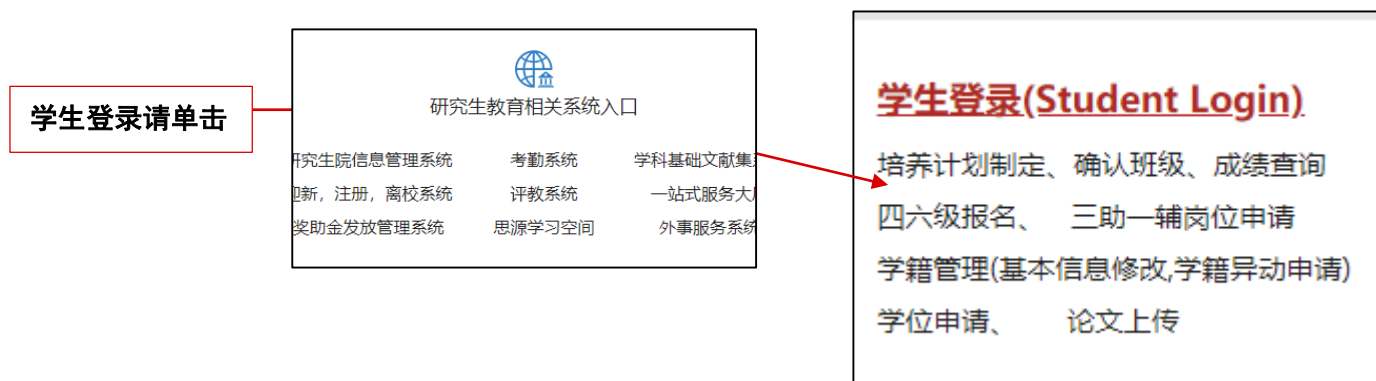 学生登录请单击
研究生教育相关系统入口
研究生院信息管理系统 考勤系统 学科基础文献集
迎新，注册，离校系统 评教系统 一站式服务大
奖助金发放管理系统 思源学习空间 外事服务系统
学生登录(Student Login)
培养计划制定、确认班级、成绩查询
四六级报名、 三助一辅岗位申请
学籍管理(基本信息修改,学籍异动申请)
学位申请、 论文上传